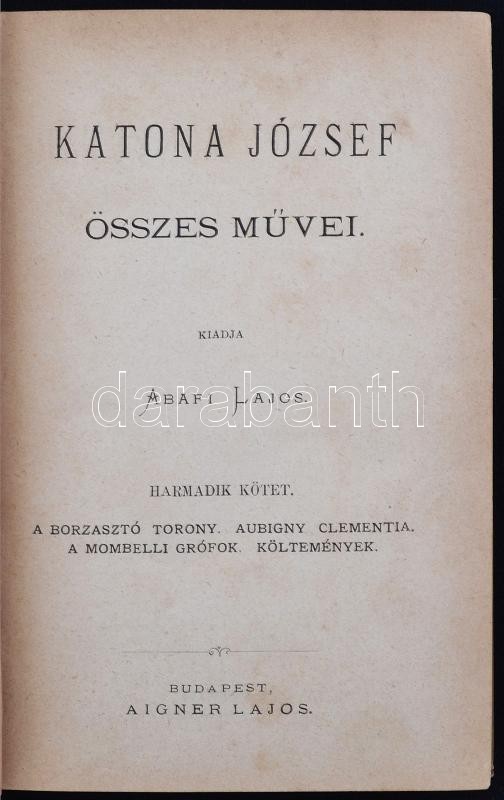 KATONA JÓZSEF
ÖSSZES MŰVEI.
KIADJA
ABAFI LAJOS.
darabanth
HARMADIK KÖTET.
A BORZASZTÓ TORONY. AUBIGNY CLEMENTIA.
A MOMBELLI GRÓFOK. KÖLTEMÉNYEK.
BUDAPEST,
AIGNER LAJOS.